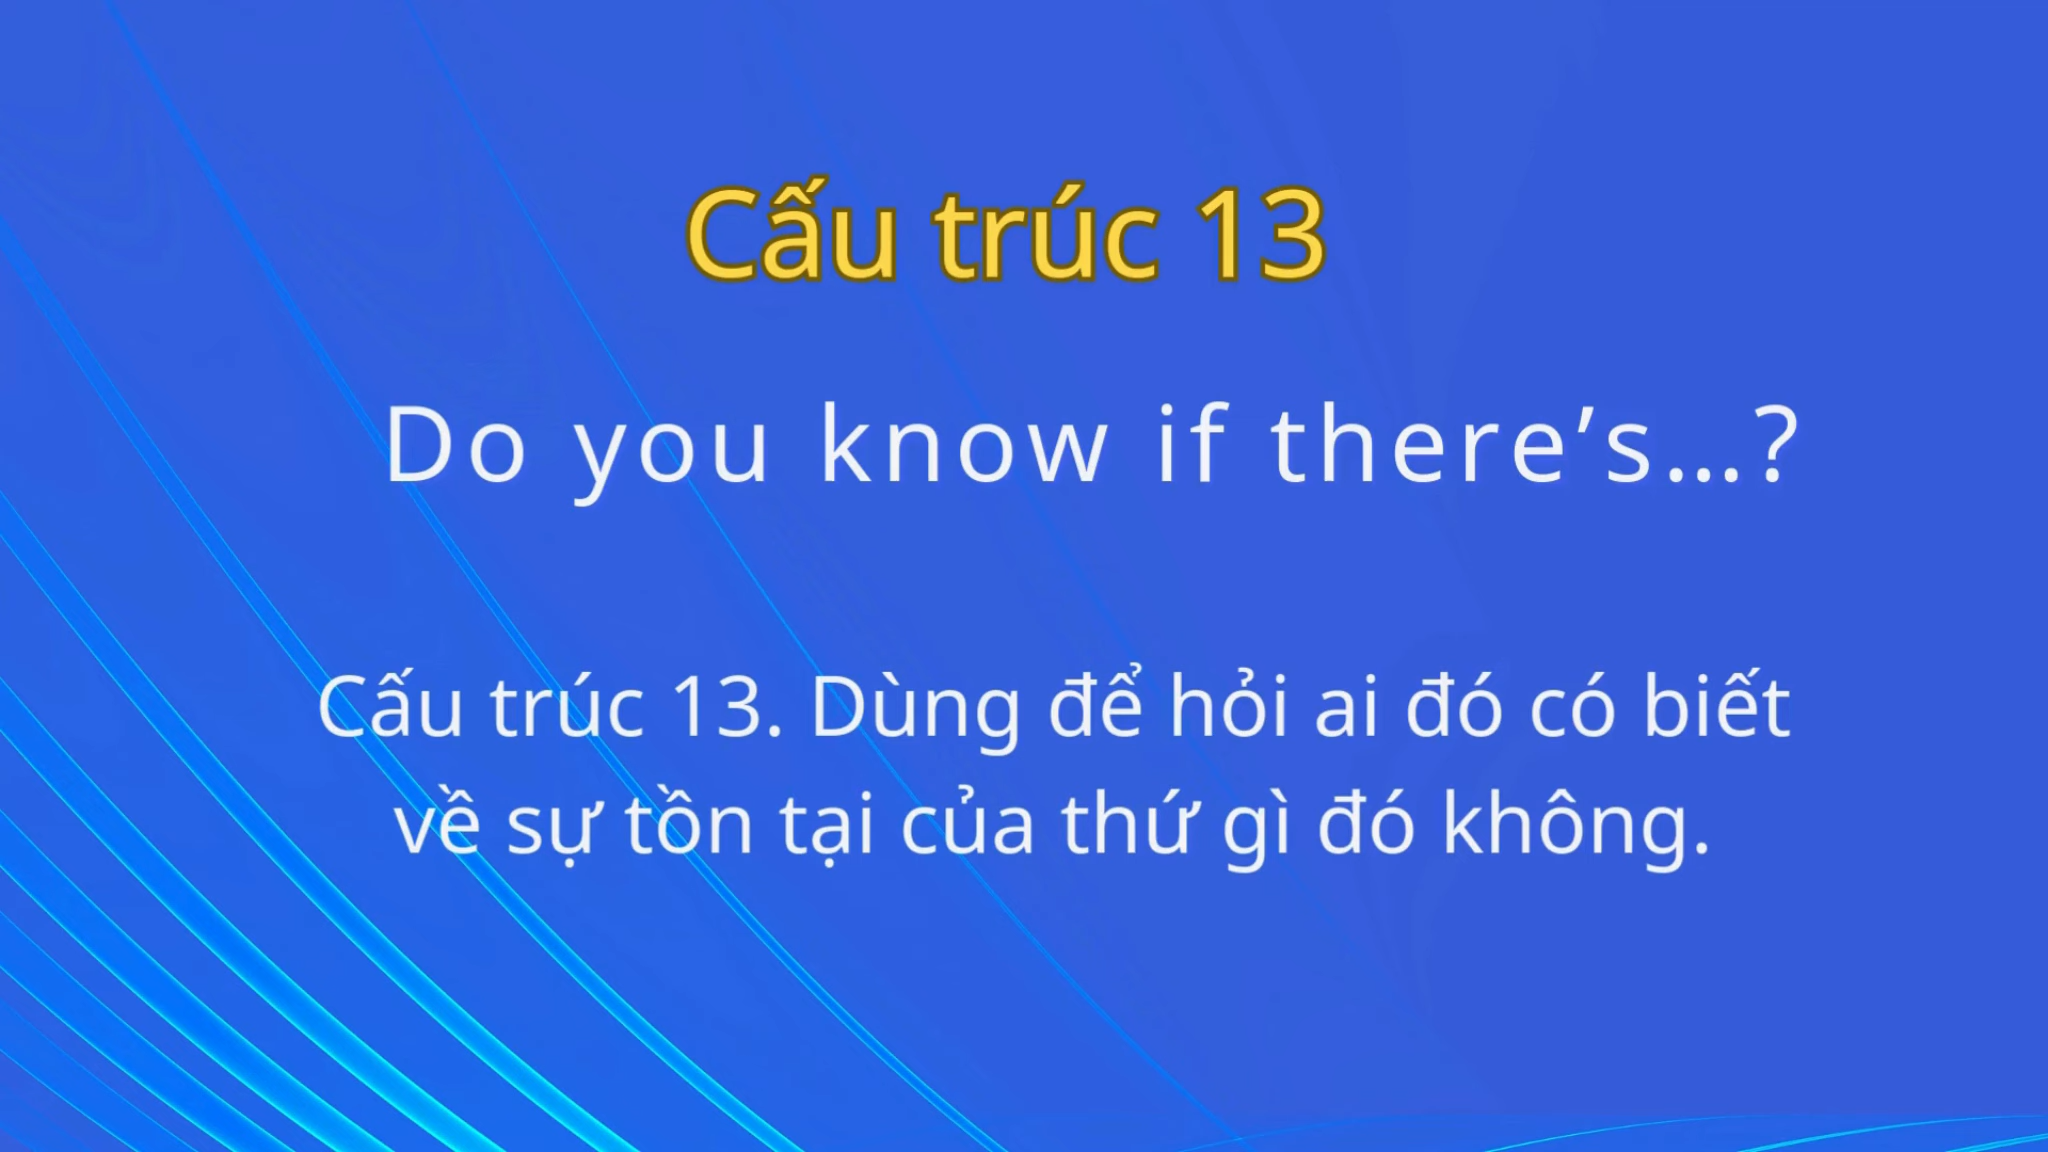 Cấu trúc 13
Do you know if there’s...?
Cấu trúc 13. Dùng để hỏi ai đó có biết
về sự tồn tại của thứ gì đó không.